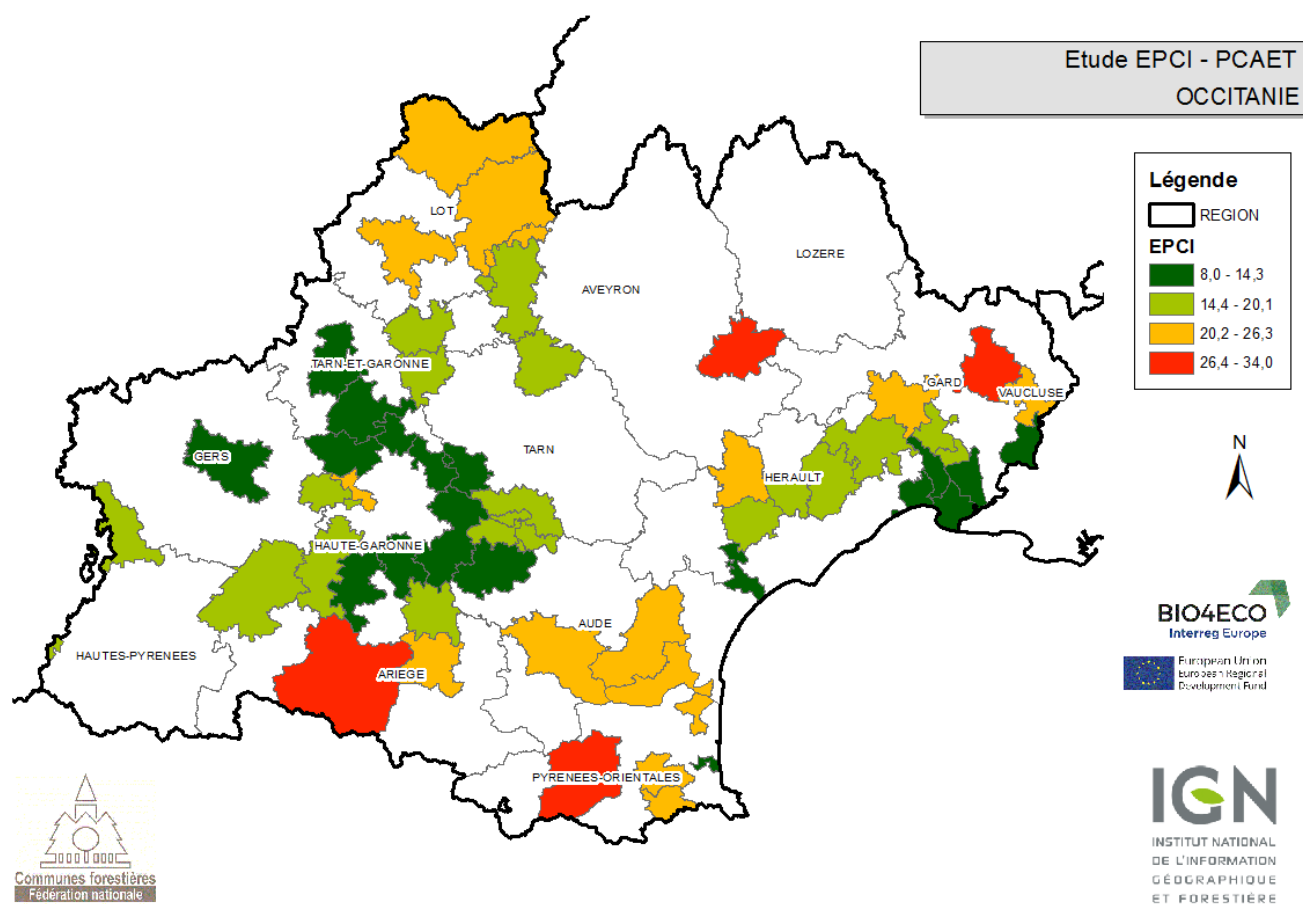 Etude EPCI - PCAET
OCCITANIE
Légende
REGION
EPCI
8,0 - 14,3
14,4 - 20,1
20,2 - 26,3
26,4 - 34,0
LOT
LOZERE
AVEYRON
TARN-ET-GARONNE
GARD
VAUCLUSE
TARN
GERS
HERAULT
HAUTE-GARONNE
AUDE
HAUTES-PYRENEES
ARIEGE
PYRENEES-ORIENTALES
N
BIO4ECO
Interreg Europe
European Union
European Regional
Development Fund
IGN
INSTITUT NATIONAL
DE L'INFORMATION
GÉOGRAPHIQUE
ET FORESTIÈRE
Communes forestières
Fédération nationale